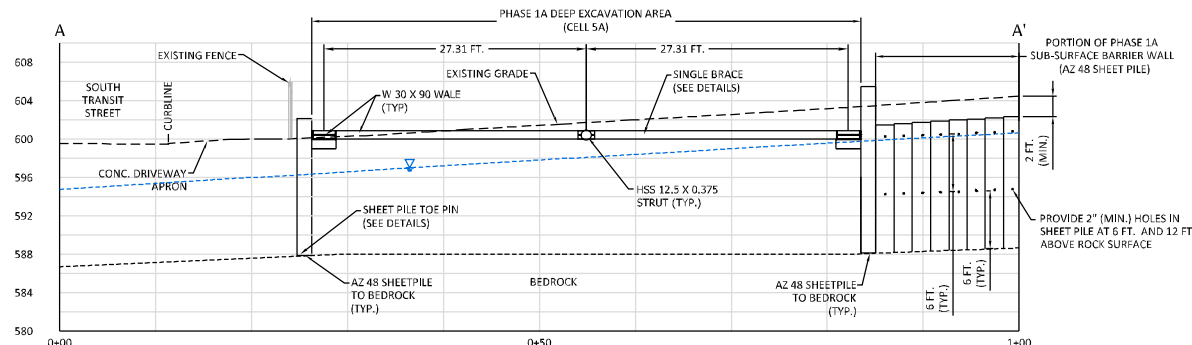 PHASE 1A DEEP EXCAVATION AREA
(CELL 5A)
A
A'
27.31 FT.
27.31 FT.
PORTION OF PHASE 1A
SUB-SURFACE BARRIER WALL
(AZ 48 SHEET PILE)
EXISTING FENCE
EXISTING GRADE
SINGLE BRACE
(SEE DETAILS)
608
SOUTH
TRANSIT
STREET
CURBLINE
W 30 X 90 WALE
(TYP)
604
600
2 FT.
(MIN.)
CONC. DRIVEWAY
APRON
596
HSS 12.5 X 0.375
STRUT (TYP.)
592
SHEET PILE TOE PIN
(SEE DETAILS)
PROVIDE 2" (MIN.) HOLES IN
SHEET PILE AT 6 FT. AND 12 FT
ABOVE ROCK SURFACE
588
AZ 48 SHEETPILE
TO BEDROCK
(TYP.)
BEDROCK
AZ 48 SHEETPILE
TO BEDROCK
(TYP.)
6 FT.
(TYP.)
6 FT.
(TYP.)
584
580
0+00
0+50
1+00